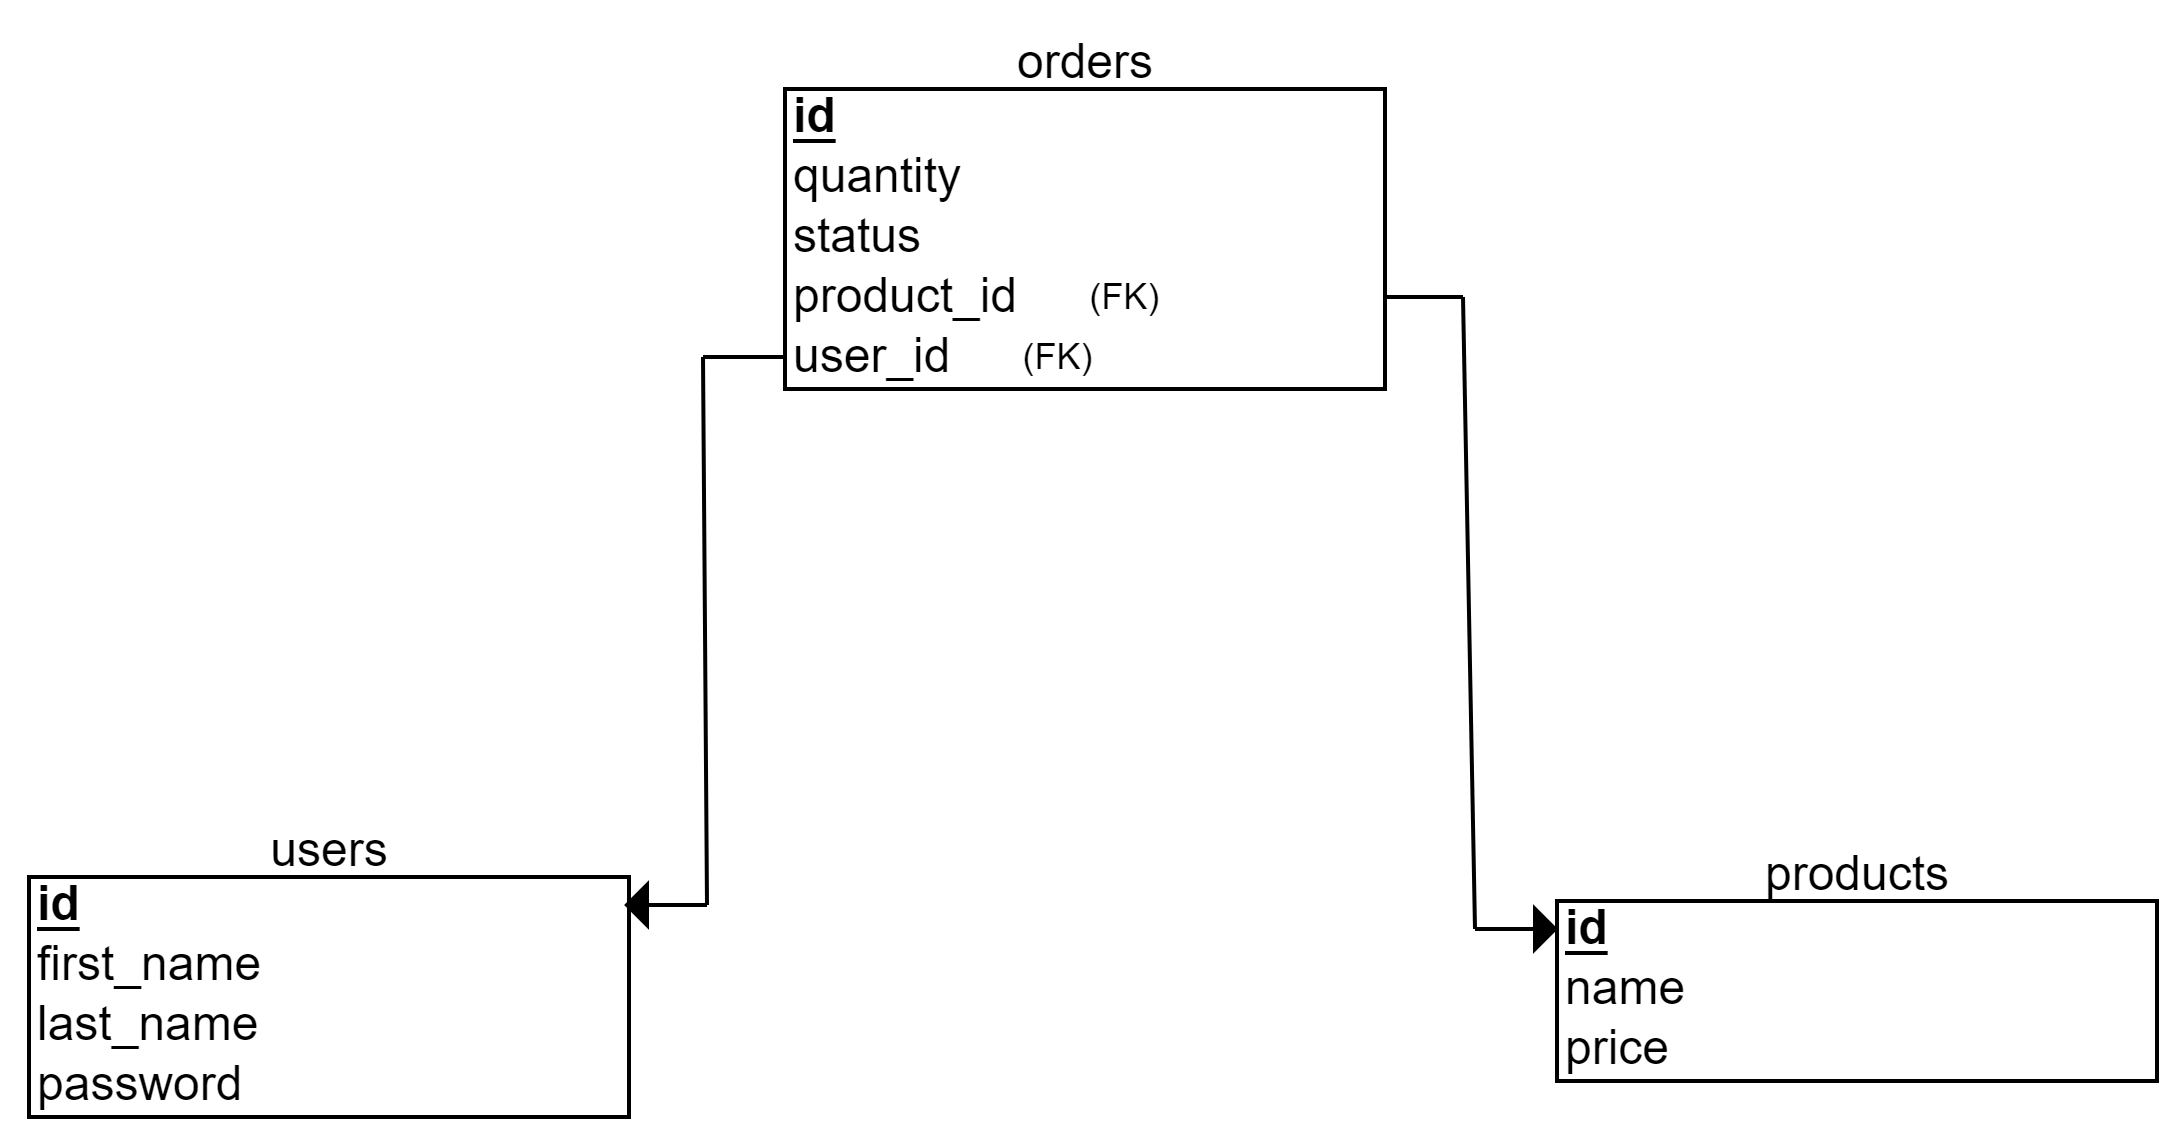 orders
id
quantity
status
product_id (FK)
user_id (FK)
users
id
first_name
last_name
password
products
id
name
price